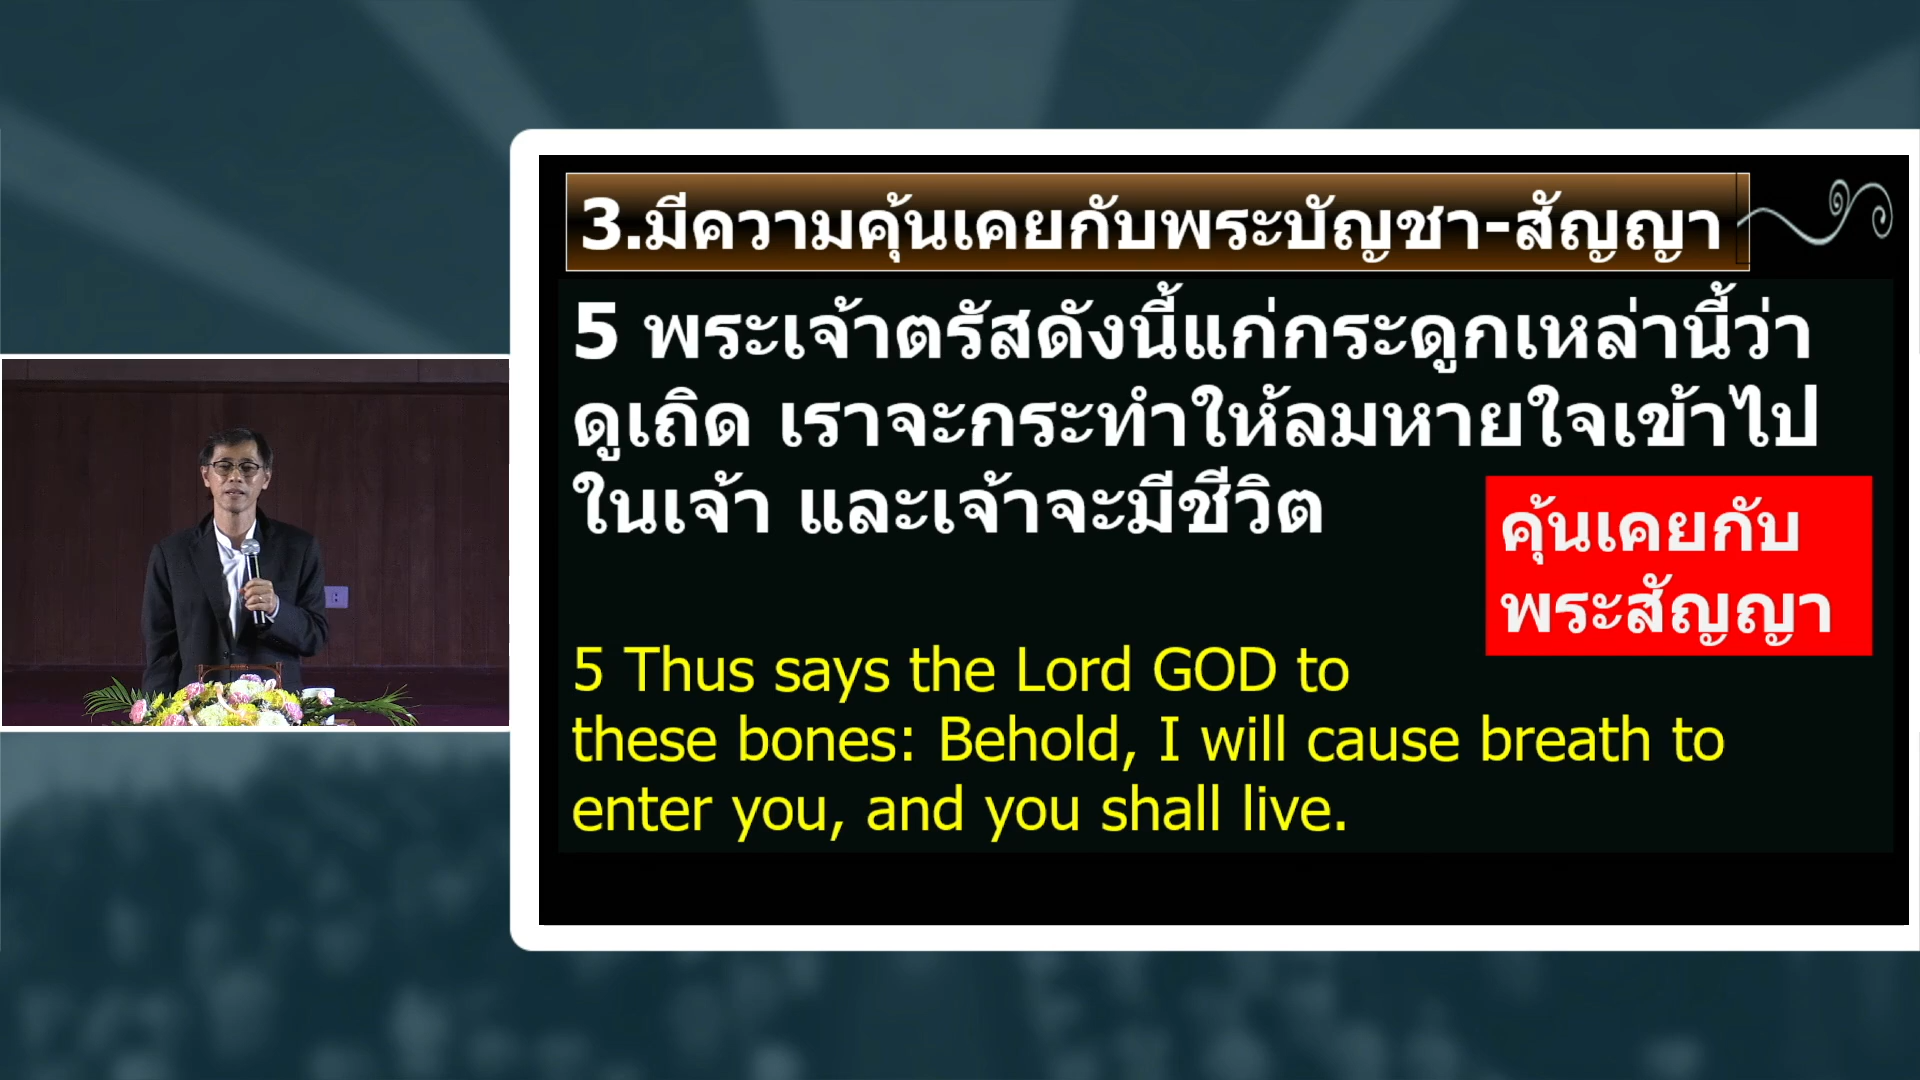 3.มีความคุ้นเคยกับพระบัญชา-สัญญา
5 พระเจ้าตรัสดังนี้แก่กระดูกเหล่านี้ว่า
ดูเถิด เราจะกระทำให้ลมหายใจเข้าไป
ในเจ้า และเจ้าจะมีชีวิต
คุ้นเคยกับ
พระสัญญา
5 Thus says the Lord GOD to
these bones: Behold, I will cause breath to
enter you, and you shall live.